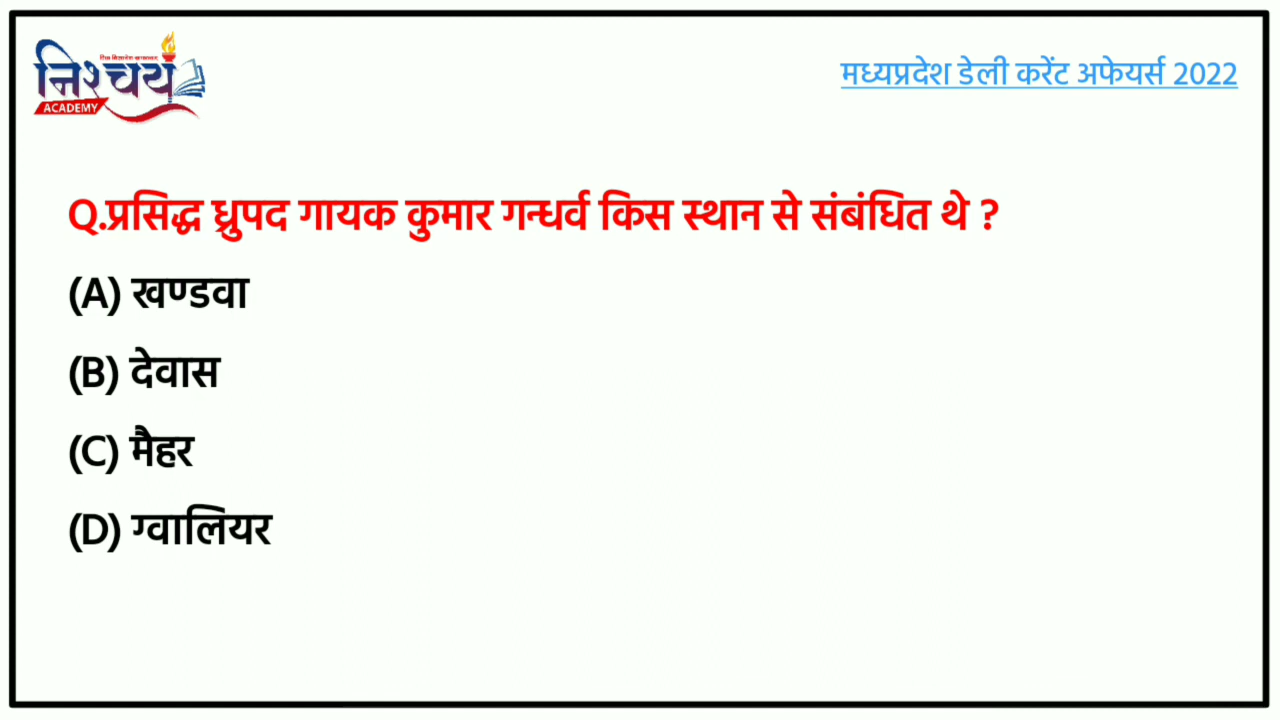 निश्चय
ACADEMY
मध्यप्रदेश डेली करेंट अफेयर्स 2022
Q.प्रसिद्ध ध्रुपद गायक कुमार गन्धर्व किस स्थान से संबंधित थे ?
(A) खण्डवा
(B) देवास
(C) मैहर
(D) ग्वालियर